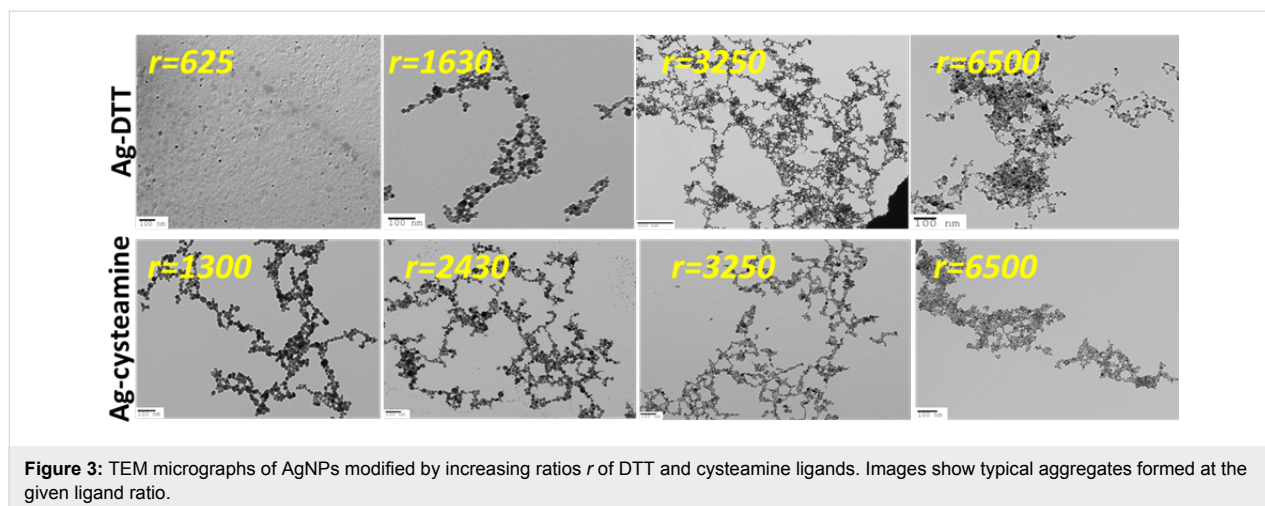 Ag-DTT
r=625
r=1630
r=3250
r=6500
100 nm
100 nm
100 nm
Ag-cysteamine
r=1300
r=2430
r=3250
r=6500
100 nm
Figure 3: TEM micrographs of AgNPs modified by increasing ratios r of DTT and cysteamine ligands. Images show typical aggregates formed at the
given ligand ratio.